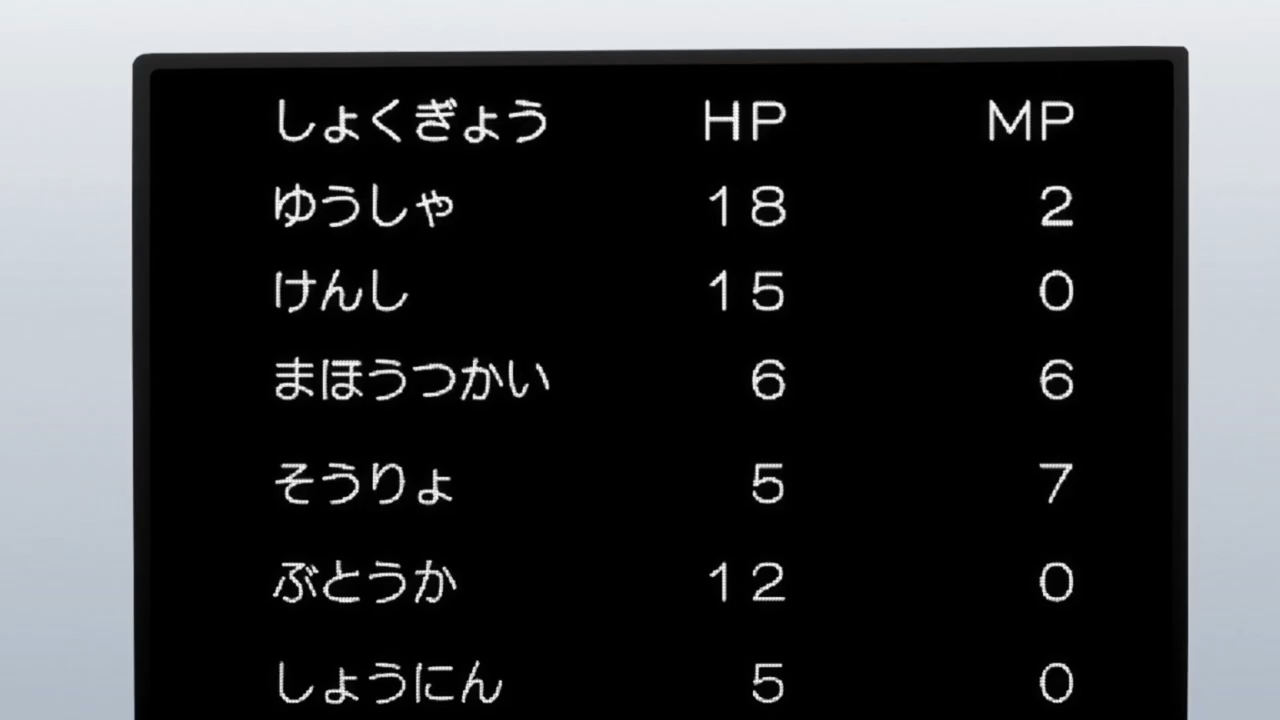 しょくぎょう HP MP
ゆうしゃ 18 2
けんし 15 0
まほうつかい 6 6
そうりょ 5 7
ぶとうか 12 0
しょうにん 5 0